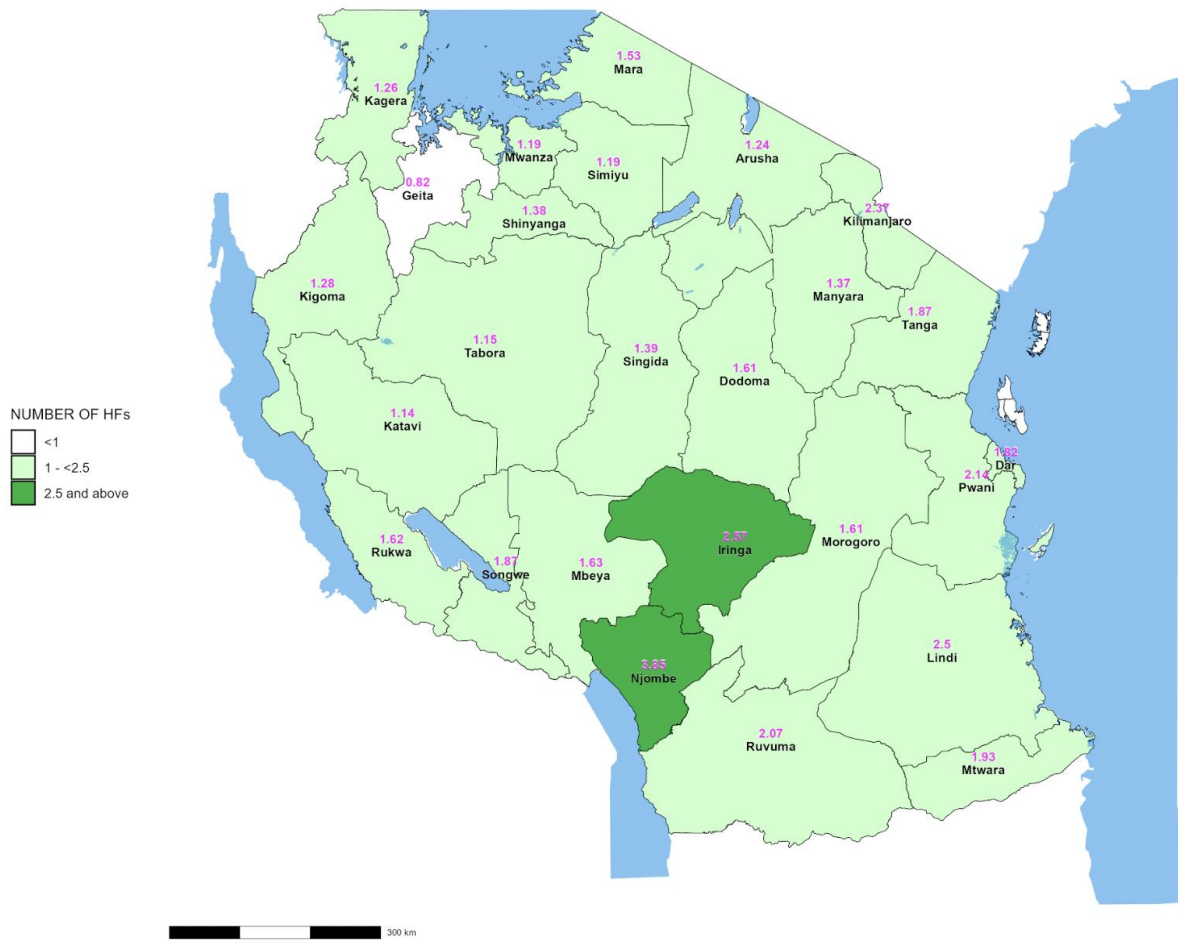 1.53
Mara
1.26
Kagera
1.19
Mwanza
1.19
Simiyu
1.24
Arusha
0.82
Geita
1.38
Shinyanga
2.37
Kilimanjaro
1.28
Kigoma
1.37
Manyara
1.87
Tanga
1.15
Tabora
1.39
Singida
1.61
Dodoma
NUMBER OF HFs
<1
1 - <2.5
2.5 and above
1.14
Katavi
1.82
Dar
2.14
Pwani
1.62
Rukwa
1.87
Songwe
1.63
Mbeya
2.57
Iringa
1.61
Morogoro
2.5
Lindi
3.85
Njombe
2.07
Ruvuma
1.93
Mtwara
300 km